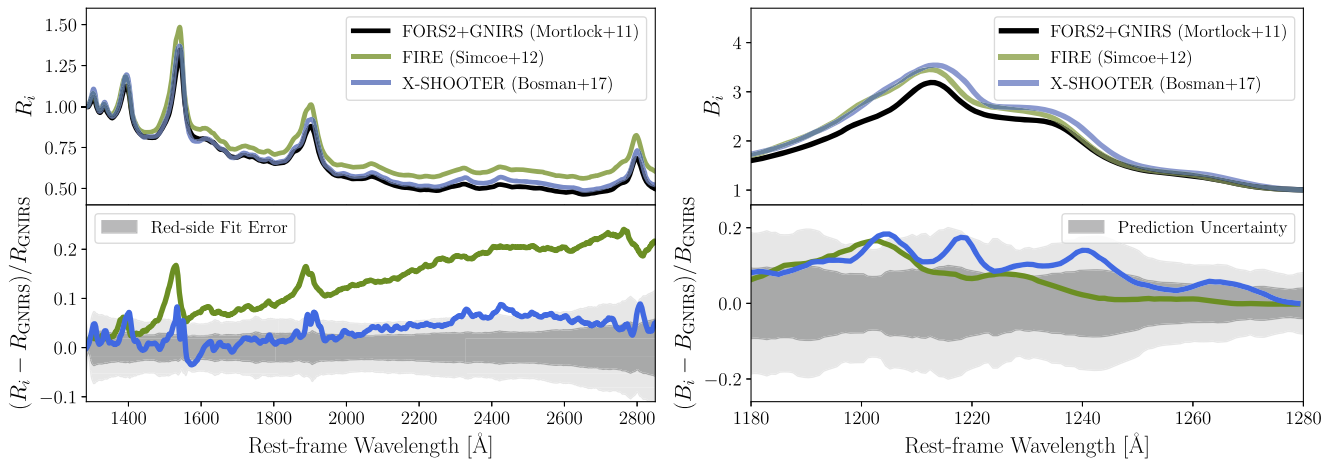 FORS2+GNIRS (Mortlock+11)
FIRE (Simcoe+12)
X-SHOOTER (Bosman+17)
R_i
1.50
1.25
1.00
0.75
0.50
Red-side Fit Error
(R_i − R_GNIRS)/R_GNIRS
0.2
0.1
0.0
−0.1
1400 1600 1800 2000 2200 2400 2600 2800
Rest-frame Wavelength [Å]
FORS2+GNIRS (Mortlock+11)
FIRE (Simcoe+12)
X-SHOOTER (Bosman+17)
B_i
4
3
2
1
Prediction Uncertainty
(B_i − B_GNIRS)/B_GNIRS
0.2
0.0
−0.2
1180 1200 1220 1240 1260 1280
Rest-frame Wavelength [Å]